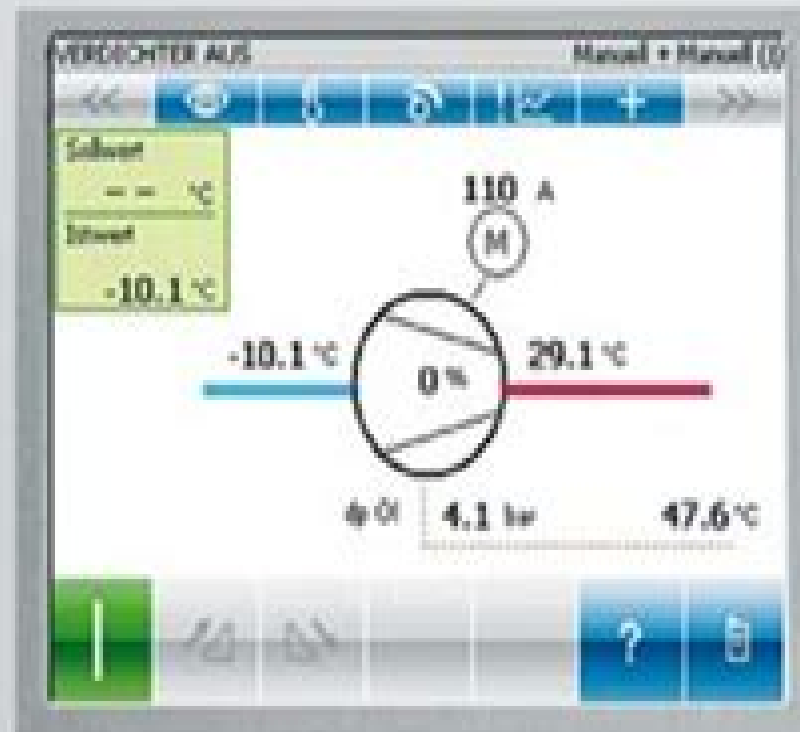 VERDICHTER AUS
Manuell + Manuell (I)
<<
>>
Sollwert
-- °C
Istwert
-10.1 °C
110 A
M
-10.1 °C
29.1 °C
0 %
Öl
4.1 bar
47.6 °C
?